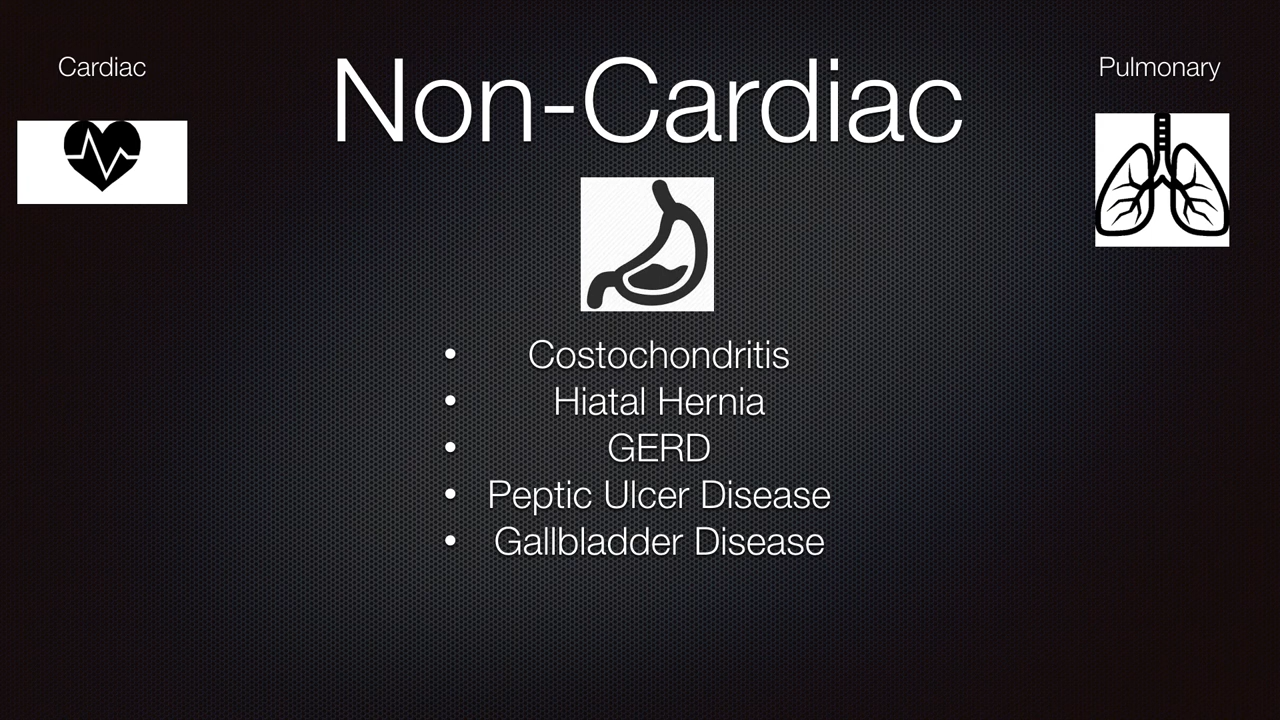 Cardiac
Non-Cardiac
Pulmonary
• Costochondritis
• Hiatal Hernia
• GERD
• Peptic Ulcer Disease
• Gallbladder Disease